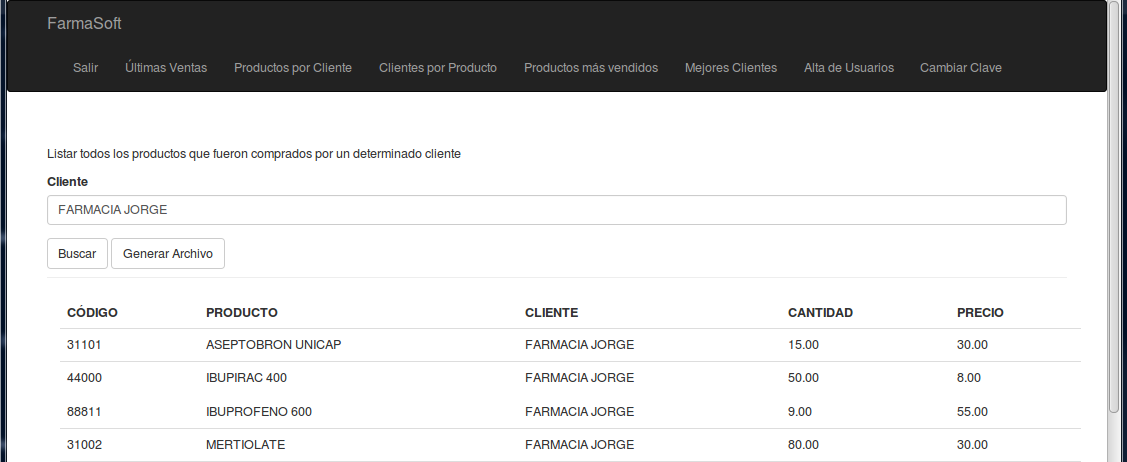 FarmaSoft
Salir Últimas Ventas Productos por Cliente Clientes por Producto Productos más vendidos Mejores Clientes Alta de Usuarios Cambiar Clave
Listar todos los productos que fueron comprados por un determinado cliente
Cliente
FARMACIA JORGE
Buscar Generar Archivo
CÓDIGO PRODUCTO CLIENTE CANTIDAD PRECIO
31101 ASEPTOBRON UNICAP FARMACIA JORGE 15.00 30.00
44000 IBUPIRAC 400 FARMACIA JORGE 50.00 8.00
88811 IBUPROFENO 600 FARMACIA JORGE 9.00 55.00
31002 MERTIOLATE FARMACIA JORGE 80.00 30.00